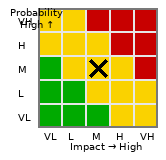 Probability
VH
High ↑
H
M
L
VL
VL L M H VH
Impact → High